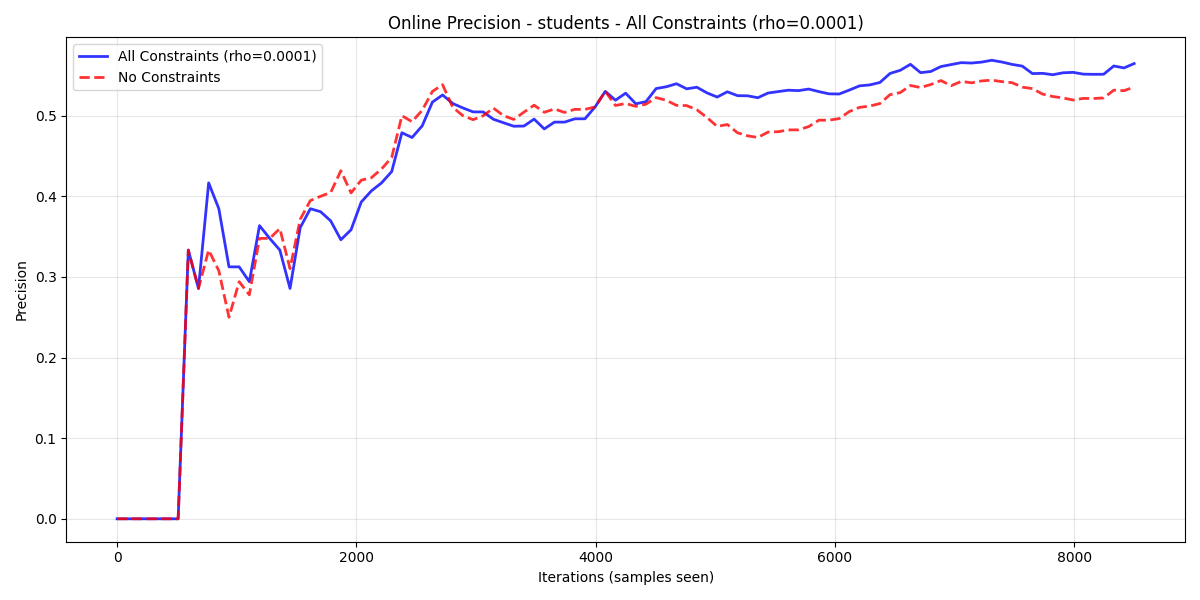 Online Precision - students - All Constraints (rho=0.0001)
All Constraints (rho=0.0001)
No Constraints
Precision
0.5
0.4
0.3
0.2
0.1
0.0
0 2000 4000 6000 8000
Iterations (samples seen)